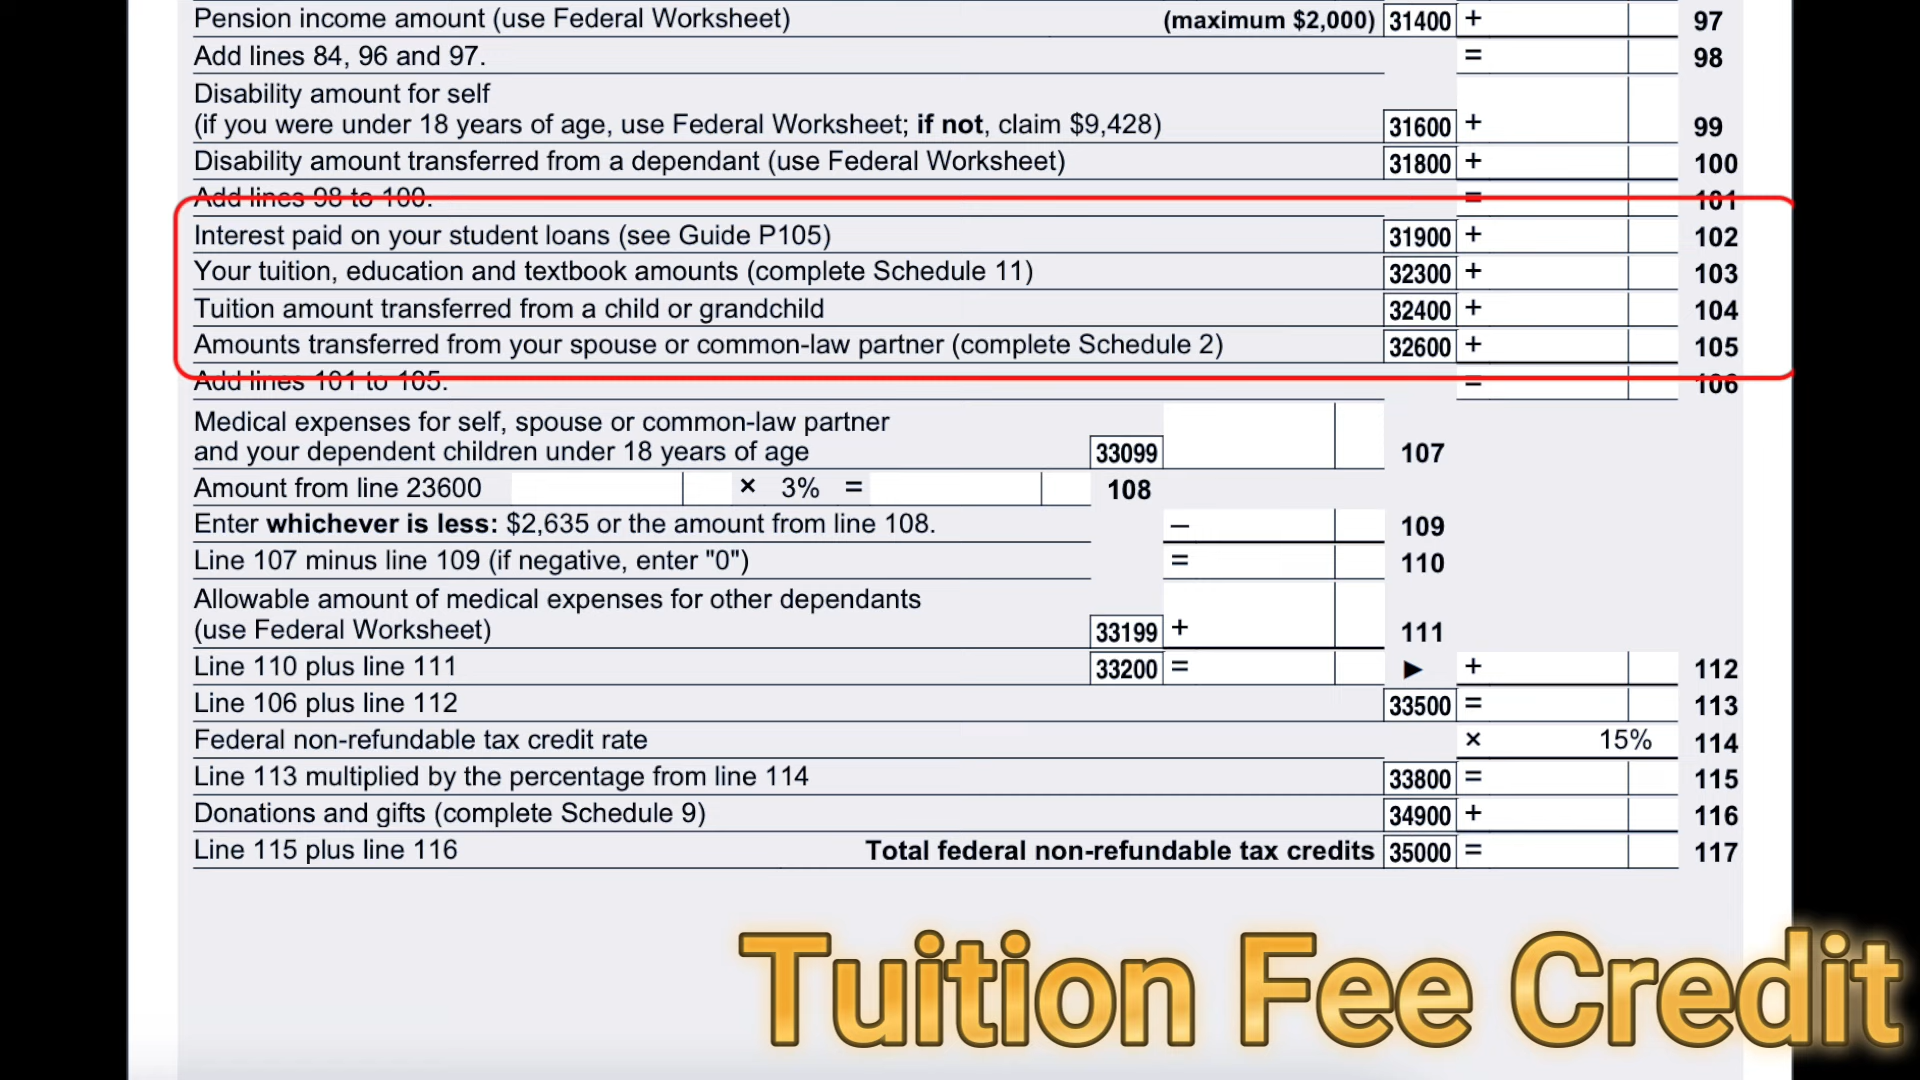 Pension income amount (use Federal Worksheet) (maximum $2,000) 31400 + 97
Add lines 84, 96 and 97. = 98
Disability amount for self
(if you were under 18 years of age, use Federal Worksheet; if not, claim $9,428) 31600 + 99
Disability amount transferred from a dependant (use Federal Worksheet) 31800 + 100
Add lines 98 to 100. = 101
Interest paid on your student loans (see Guide P105) 31900 + 102
Your tuition, education and textbook amounts (complete Schedule 11) 32300 + 103
Tuition amount transferred from a child or grandchild 32400 + 104
Amounts transferred from your spouse or common-law partner (complete Schedule 2) 32600 + 105
Add lines 101 to 105. = 106
Medical expenses for self, spouse or common-law partner
and your dependent children under 18 years of age 33099 107
Amount from line 23600 × 3% = 108
Enter whichever is less: $2,635 or the amount from line 108. – 109
Line 107 minus line 109 (if negative, enter "0") = 110
Allowable amount of medical expenses for other dependants
(use Federal Worksheet) 33199 + 111
Line 110 plus line 111 33200 = ► + 112
Line 106 plus line 112 33500 = 113
Federal non-refundable tax credit rate × 15% 114
Line 113 multiplied by the percentage from line 114 33800 = 115
Donations and gifts (complete Schedule 9) 34900 + 116
Line 115 plus line 116 Total federal non-refundable tax credits 35000 = 117
Tuition Fee Credit